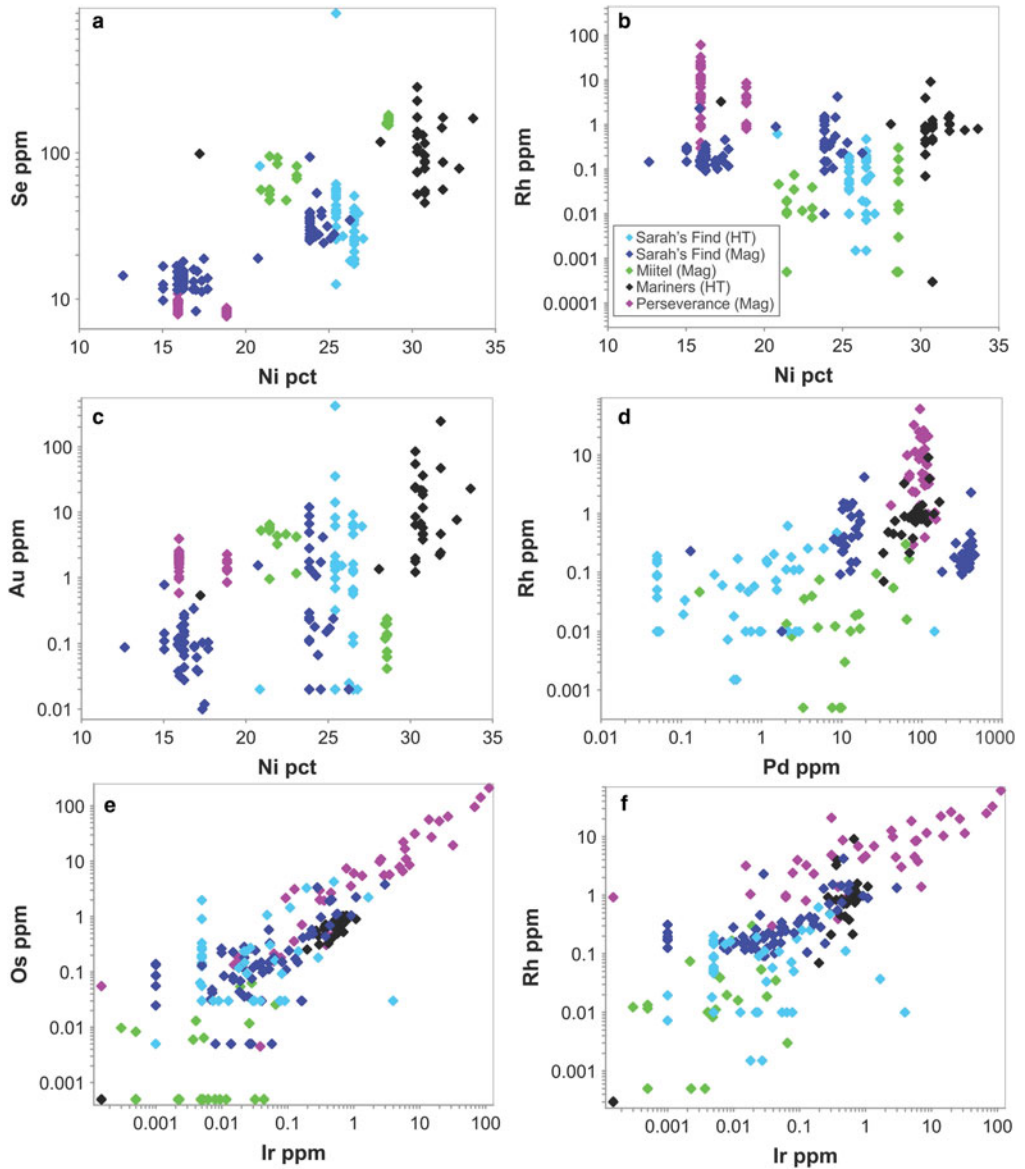 a
100
10
Se ppm
10 15 20 25 30 35
Ni pct
b
100
10
1
0.1
0.01
0.001
0.0001
Rh ppm
Sarah's Find (HT)
Sarah's Find (Mag)
Miitel (Mag)
Mariners (HT)
Perseverance (Mag)
10 15 20 25 30 35
Ni pct
c
100
10
1
0.1
0.01
Au ppm
10 15 20 25 30 35
Ni pct
d
10
1
0.1
0.01
0.001
Rh ppm
0.01 0.1 1 10 100 1000
Pd ppm
e
100
10
1
0.1
0.01
0.001
Os ppm
0.001 0.01 0.1 1 10 100
Ir ppm
f
10
1
0.1
0.01
0.001
Rh ppm
0.001 0.01 0.1 1 10 100
Ir ppm